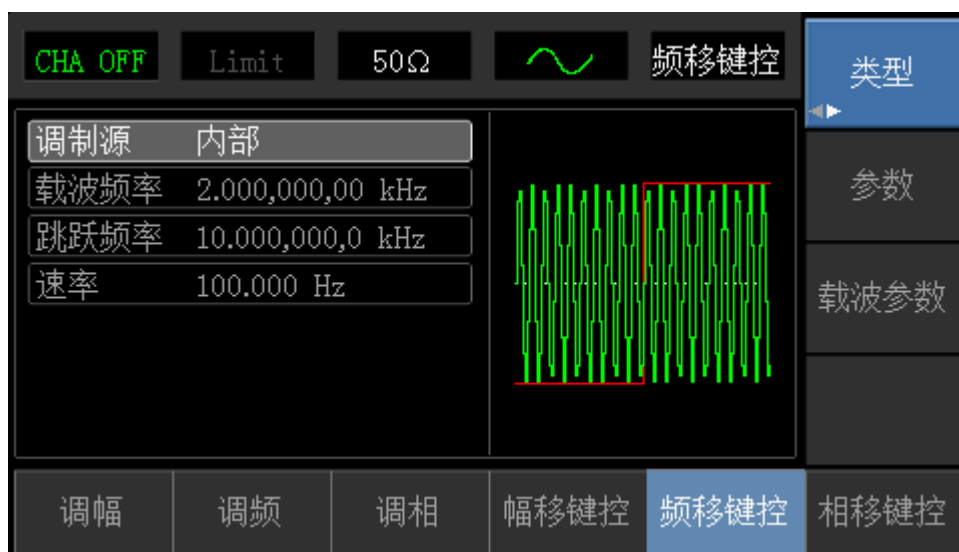 CHA OFF Limit 50Ω 频移键控 类型
调制源 内部
载波频率 2.000,000,00 kHz 参数
跳跃频率 10.000,000,0 kHz
速率 100.000 Hz 载波参数
调幅 调频 调相 幅移键控 频移键控 相移键控